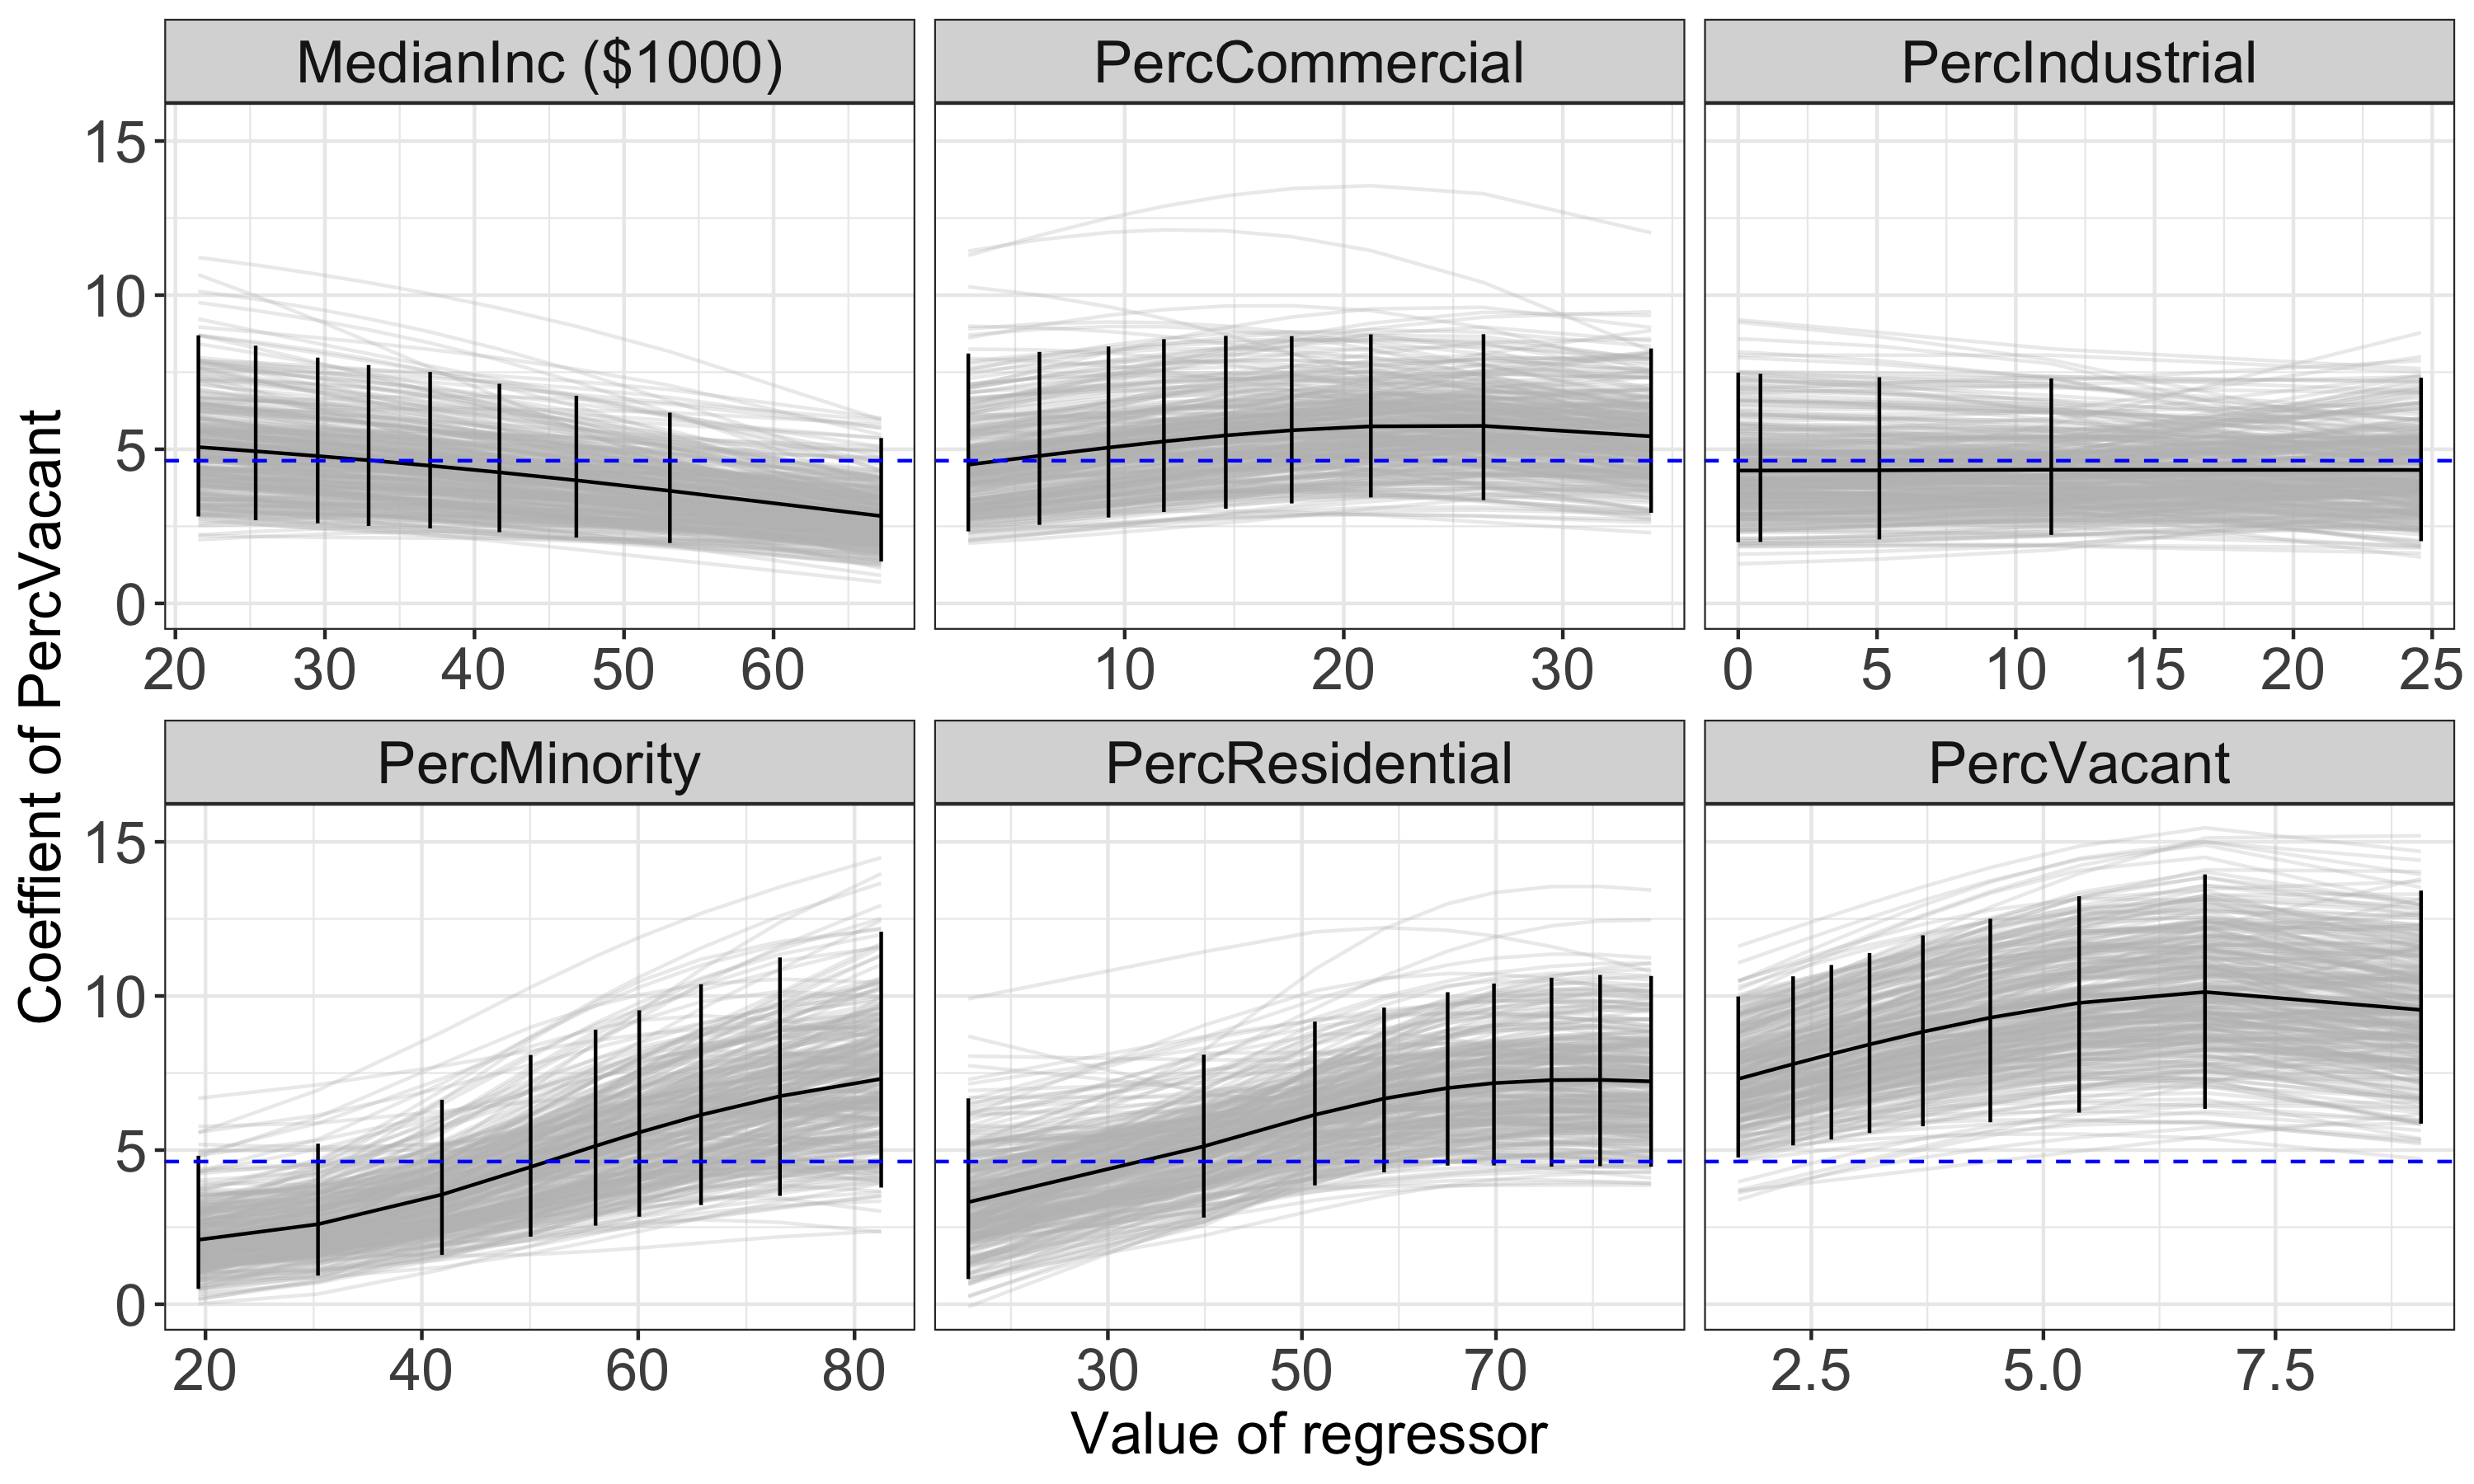 MedianInc ($1000) PercCommercial PercIndustrial
15
10
5
0
20 30 40 50 60 10 20 30 0 5 10 15 20 25
Coefficient of PercVacant
PercMinority PercResidential PercVacant
15
10
5
0
20 40 60 80 30 50 70 2.5 5.0 7.5
Value of regressor